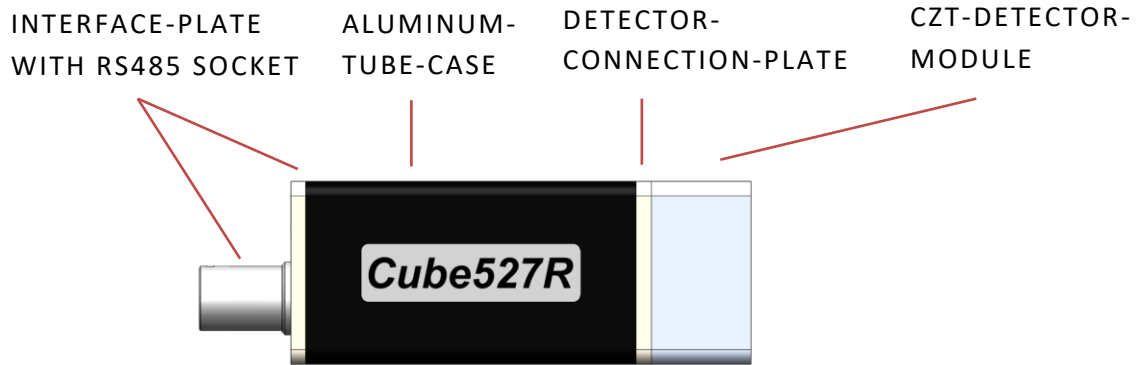 INTERFACE-PLATE
WITH RS485 SOCKET
ALUMINUM-
TUBE-CASE
DETECTOR-
CONNECTION-PLATE
CZT-DETECTOR-
MODULE
Cube527R